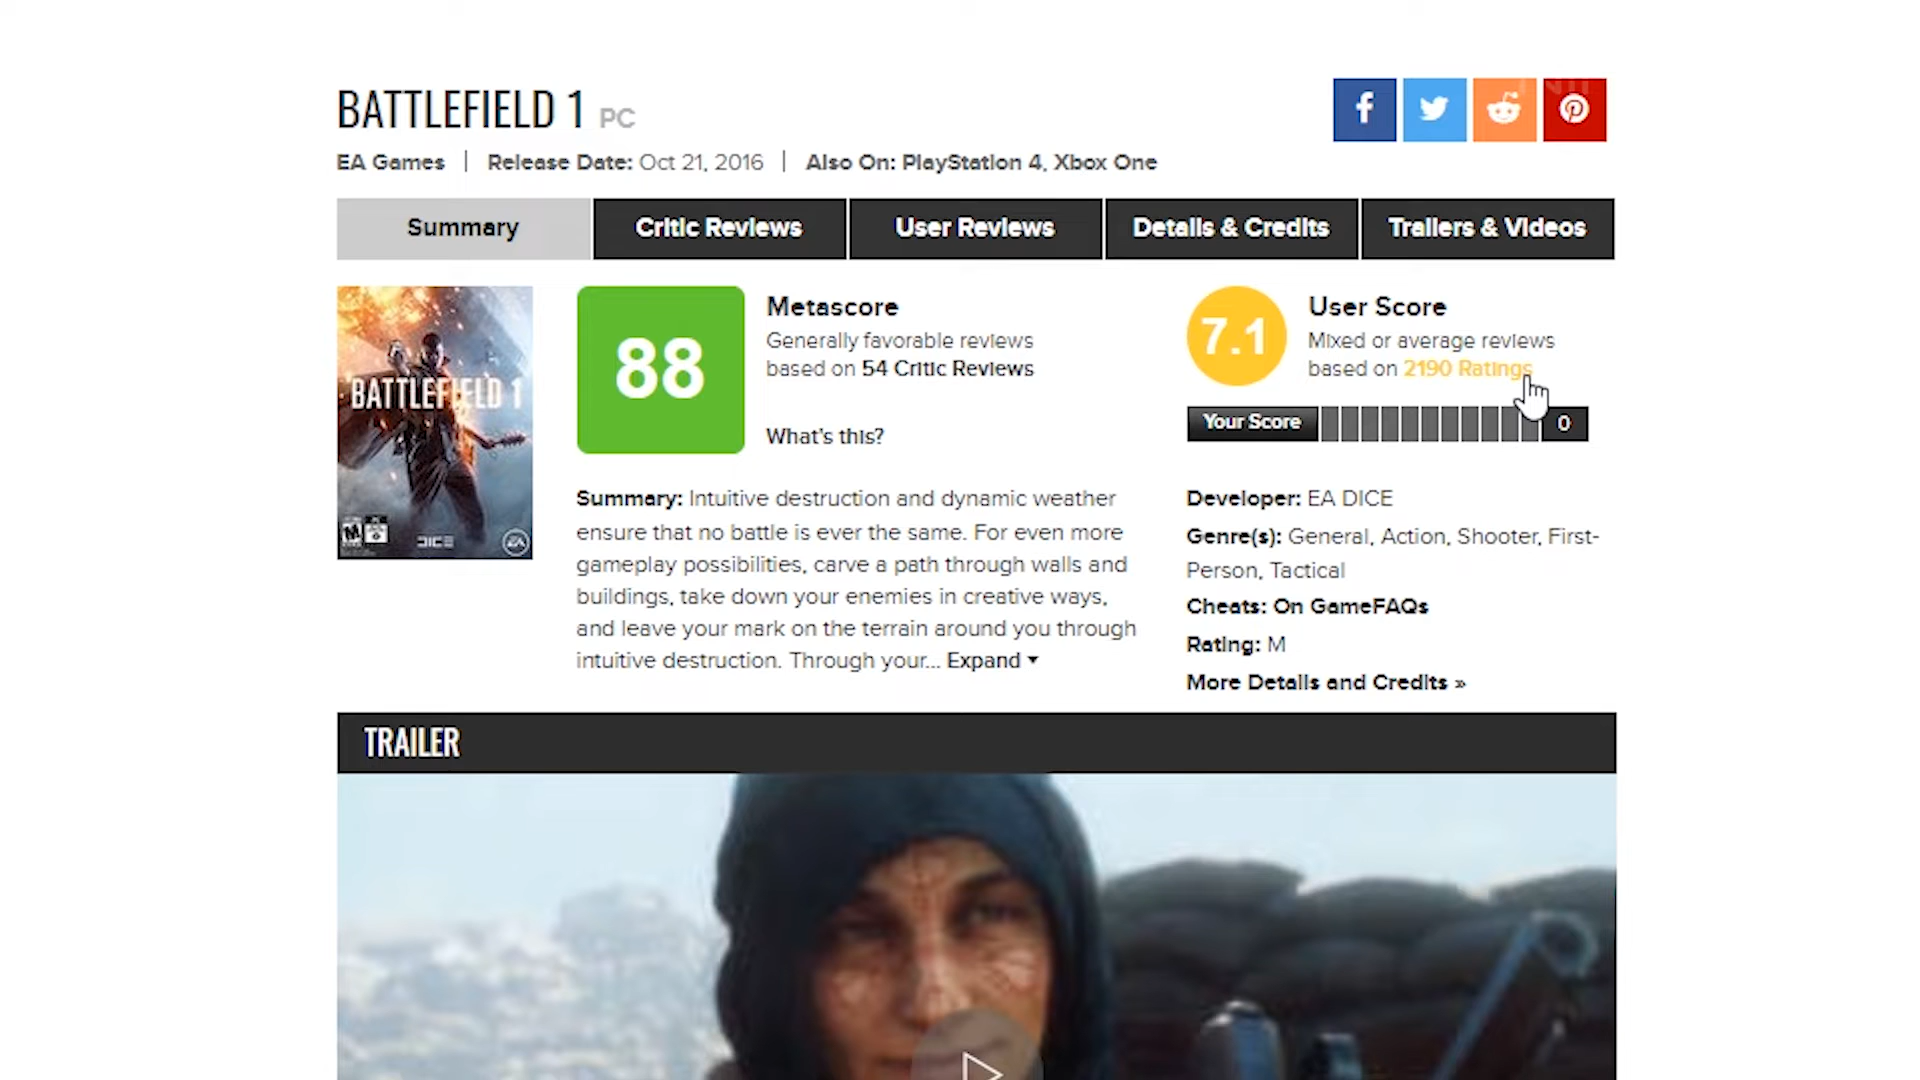 BATTLEFIELD 1 PC
EA Games | Release Date: Oct 21, 2016 | Also On: PlayStation 4, Xbox One
Summary
Critic Reviews
User Reviews
Details & Credits
Trailers & Videos
BATTLEFIELD 1
M
DICE
EA
88
Metascore
Generally favorable reviews
based on 54 Critic Reviews
What's this?
7.1
User Score
Mixed or average reviews
based on 2190 Ratings
Your Score
0
Summary: Intuitive destruction and dynamic weather
ensure that no battle is ever the same. For even more
gameplay possibilities, carve a path through walls and
buildings, take down your enemies in creative ways,
and leave your mark on the terrain around you through
intuitive destruction. Through your... Expand ▼
Developer: EA DICE
Genre(s): General, Action, Shooter, First-
Person, Tactical
Cheats: On GameFAQs
Rating: M
More Details and Credits »
TRAILER